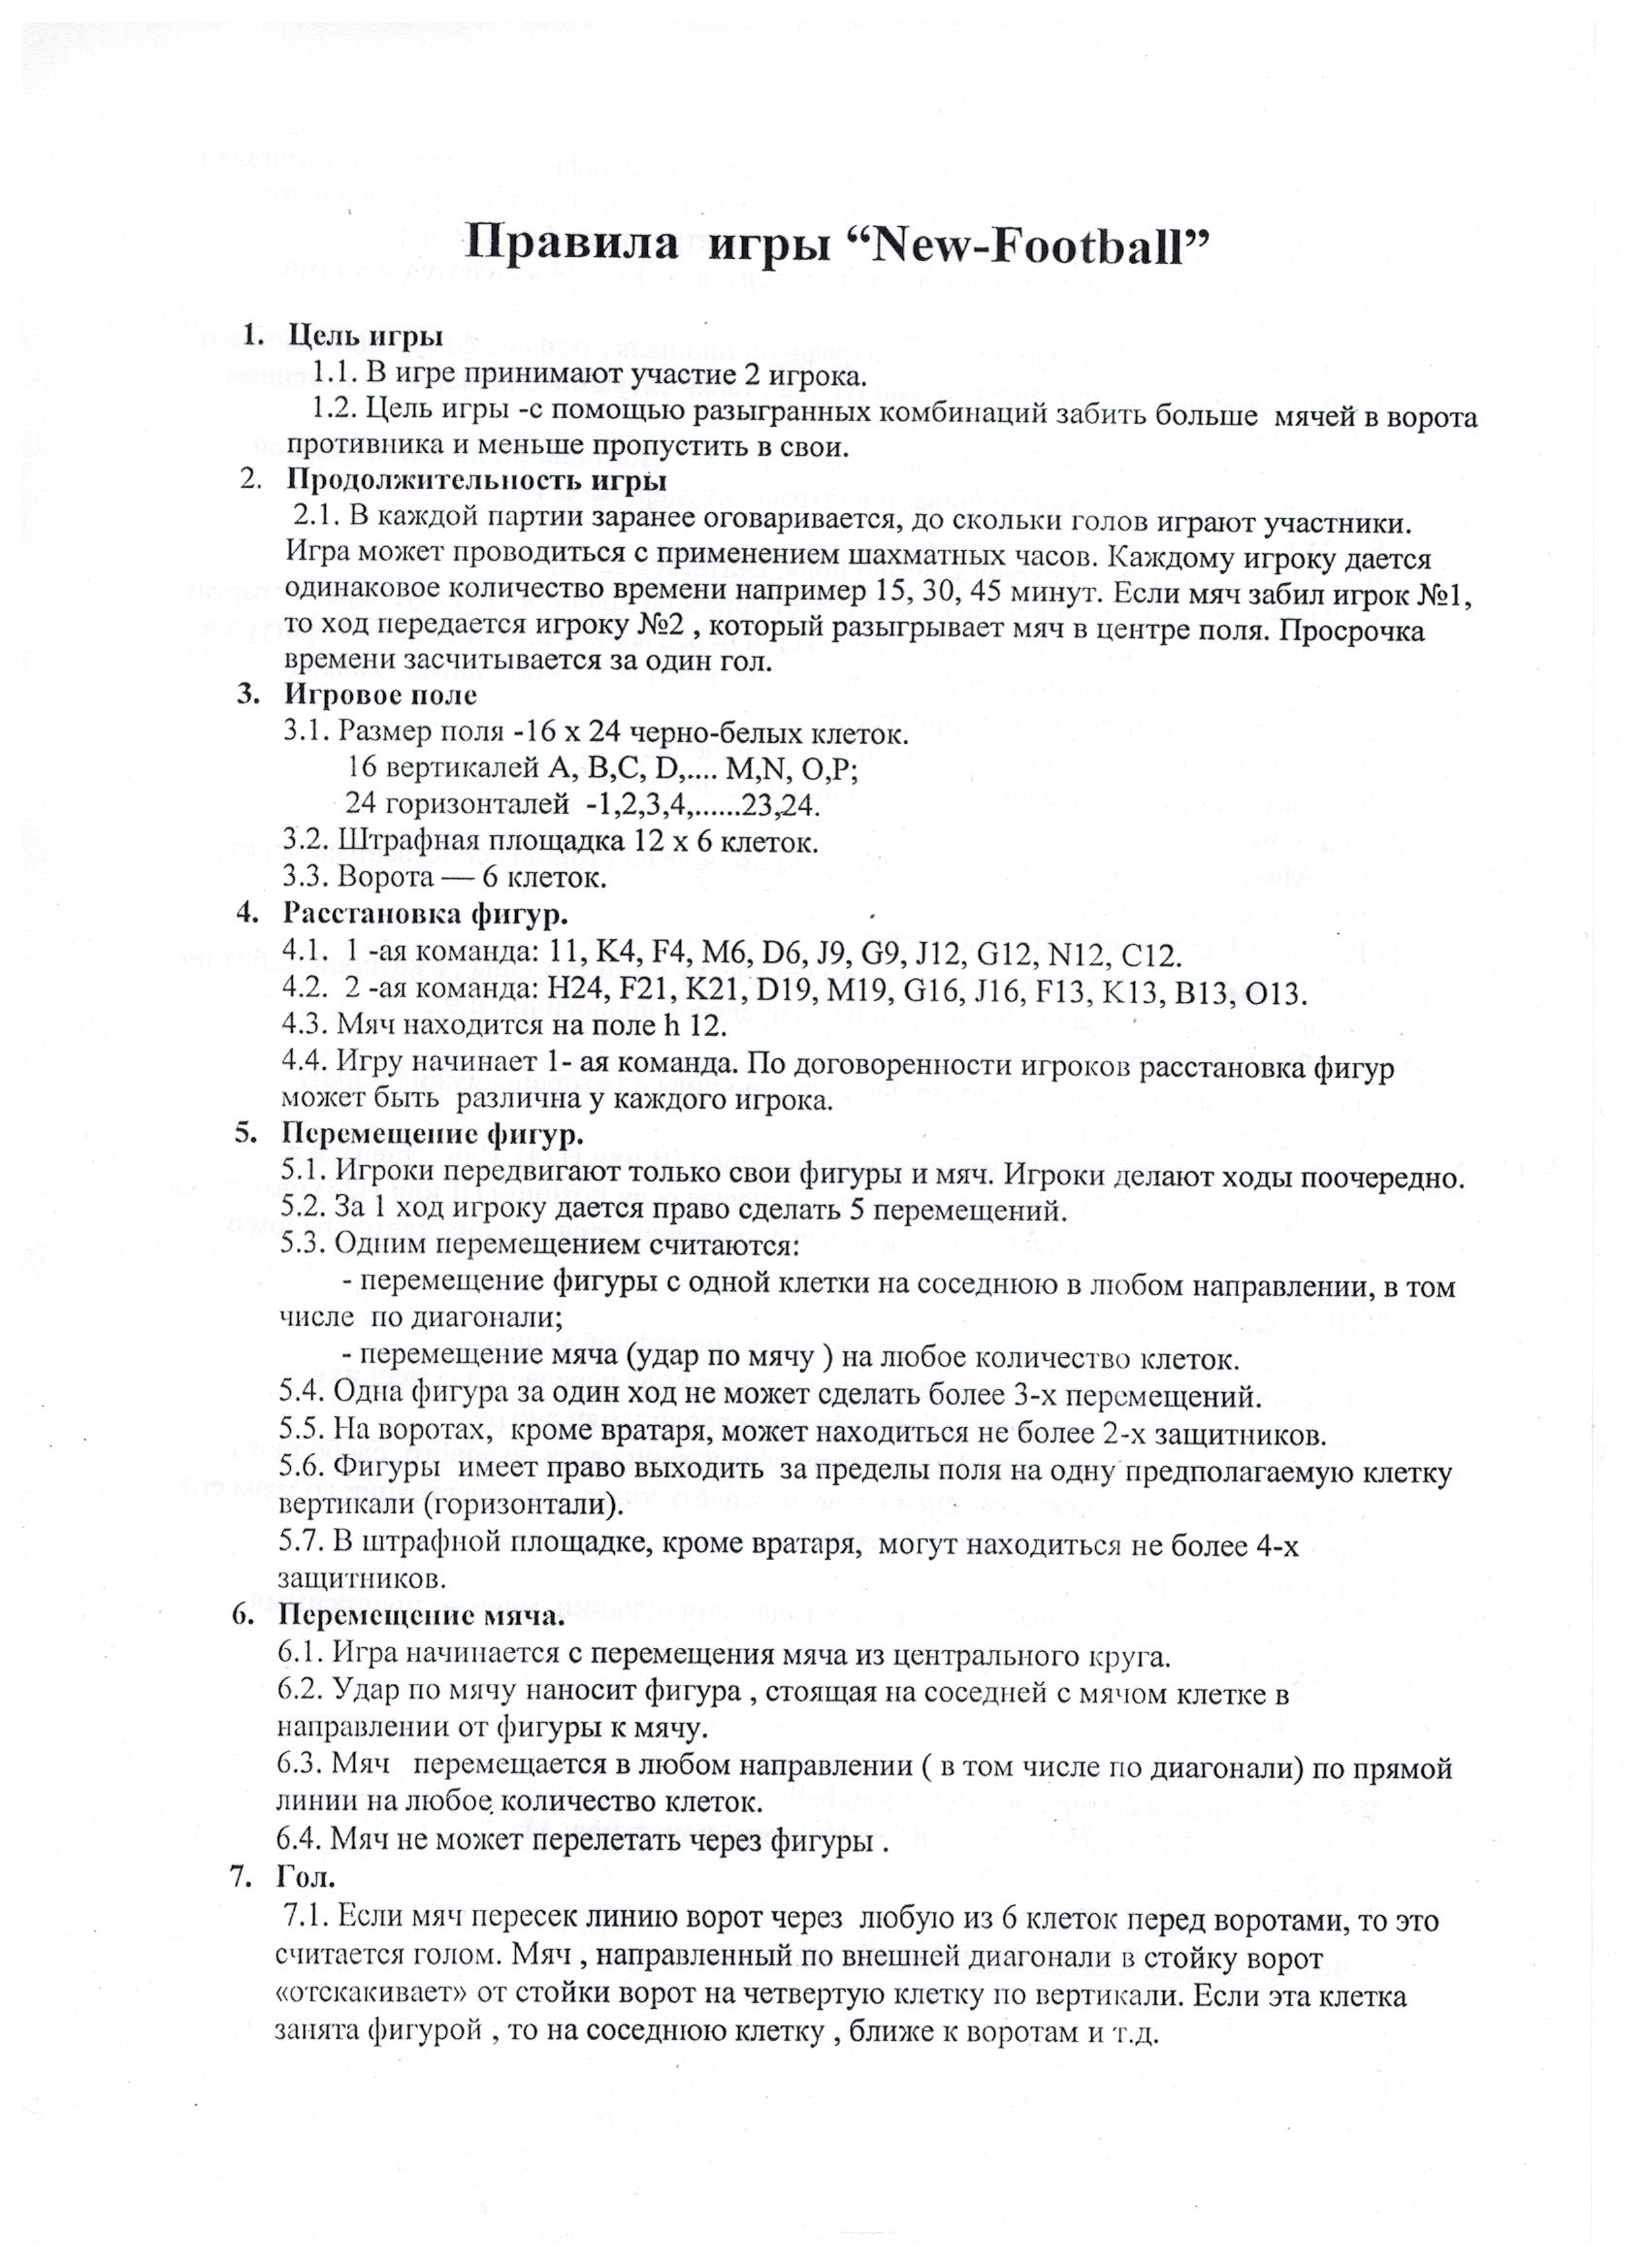 Правила игры “New-Football”
1. Цель игры
1.1. В игре принимают участие 2 игрока.
1.2. Цель игры -с помощью разыгранных комбинаций забить больше мячей в ворота
противника и меньше пропустить в свои.
2. Продолжительность игры
2.1. В каждой партии заранее оговаривается, до скольки голов играют участники.
Игра может проводиться с применением шахматных часов. Каждому игроку дается
одинаковое количество времени например 15, 30, 45 минут. Если мяч забил игрок №1,
то ход передается игроку №2 , который разыгрывает мяч в центре поля. Просрочка
времени засчитывается за один гол.
3. Игровое поле
3.1. Размер поля -16 х 24 черно-белых клеток.
16 вертикалей A, B,C, D,.... M,N, O,P;
24 горизонталей -1,2,3,4,......23,24.
3.2. Штрафная площадка 12 х 6 клеток.
3.3. Ворота — 6 клеток.
4. Расстановка фигур.
4.1. 1 -ая команда: 11, K4, F4, M6, D6, J9, G9, J12, G12, N12, C12.
4.2. 2 -ая команда: H24, F21, K21, D19, M19, G16, J16, F13, K13, B13, O13.
4.3. Мяч находится на поле h 12.
4.4. Игру начинает 1- ая команда. По договоренности игроков расстановка фигур
может быть различна у каждого игрока.
5. Перемещение фигур.
5.1. Игроки передвигают только свои фигуры и мяч. Игроки делают ходы поочередно.
5.2. За 1 ход игроку дается право сделать 5 перемещений.
5.3. Одним перемещением считаются:
- перемещение фигуры с одной клетки на соседнюю в любом направлении, в том
числе по диагонали;
- перемещение мяча (удар по мячу ) на любое количество клеток.
5.4. Одна фигура за один ход не может сделать более 3-х перемещений.
5.5. На воротах, кроме вратаря, может находиться не более 2-х защитников.
5.6. Фигуры имеет право выходить за пределы поля на одну предполагаемую клетку
вертикали (горизонтали).
5.7. В штрафной площадке, кроме вратаря, могут находиться не более 4-х
защитников.
6. Перемещение мяча.
6.1. Игра начинается с перемещения мяча из центрального круга.
6.2. Удар по мячу наносит фигура , стоящая на соседней с мячом клетке в
направлении от фигуры к мячу.
6.3. Мяч перемещается в любом направлении ( в том числе по диагонали) по прямой
линии на любое количество клеток.
6.4. Мяч не может перелетать через фигуры .
7. Гол.
7.1. Если мяч пересек линию ворот через любую из 6 клеток перед воротами, то это
считается голом. Мяч , направленный по внешней диагонали в стойку ворот
«отскакивает» от стойки ворот на четвертую клетку по вертикали. Если эта клетка
занята фигурой , то на соседнюю клетку , ближе к воротам и т.д.